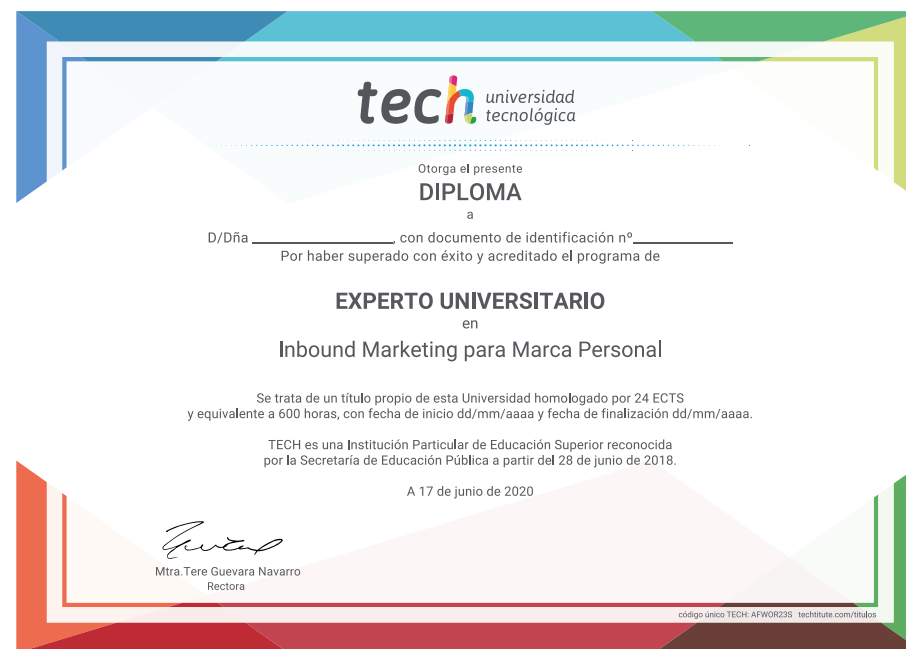 tech universidad
tecnológica
Otorga el presente
DIPLOMA
a
D/Dña ____________________, con documento de identificación nº______________
Por haber superado con éxito y acreditado el programa de
EXPERTO UNIVERSITARIO
en
Inbound Marketing para Marca Personal
Se trata de un título propio de esta Universidad homologado por 24 ECTS
y equivalente a 600 horas, con fecha de inicio dd/mm/aaaa y fecha de finalización dd/mm/aaaa.
TECH es una Institución Particular de Educación Superior reconocida
por la Secretaría de Educación Pública a partir del 28 de junio de 2018.
A 17 de junio de 2020
Mtra.Tere Guevara Navarro
Rectora
código único TECH: AFWOR23S techtitute.com/titulos